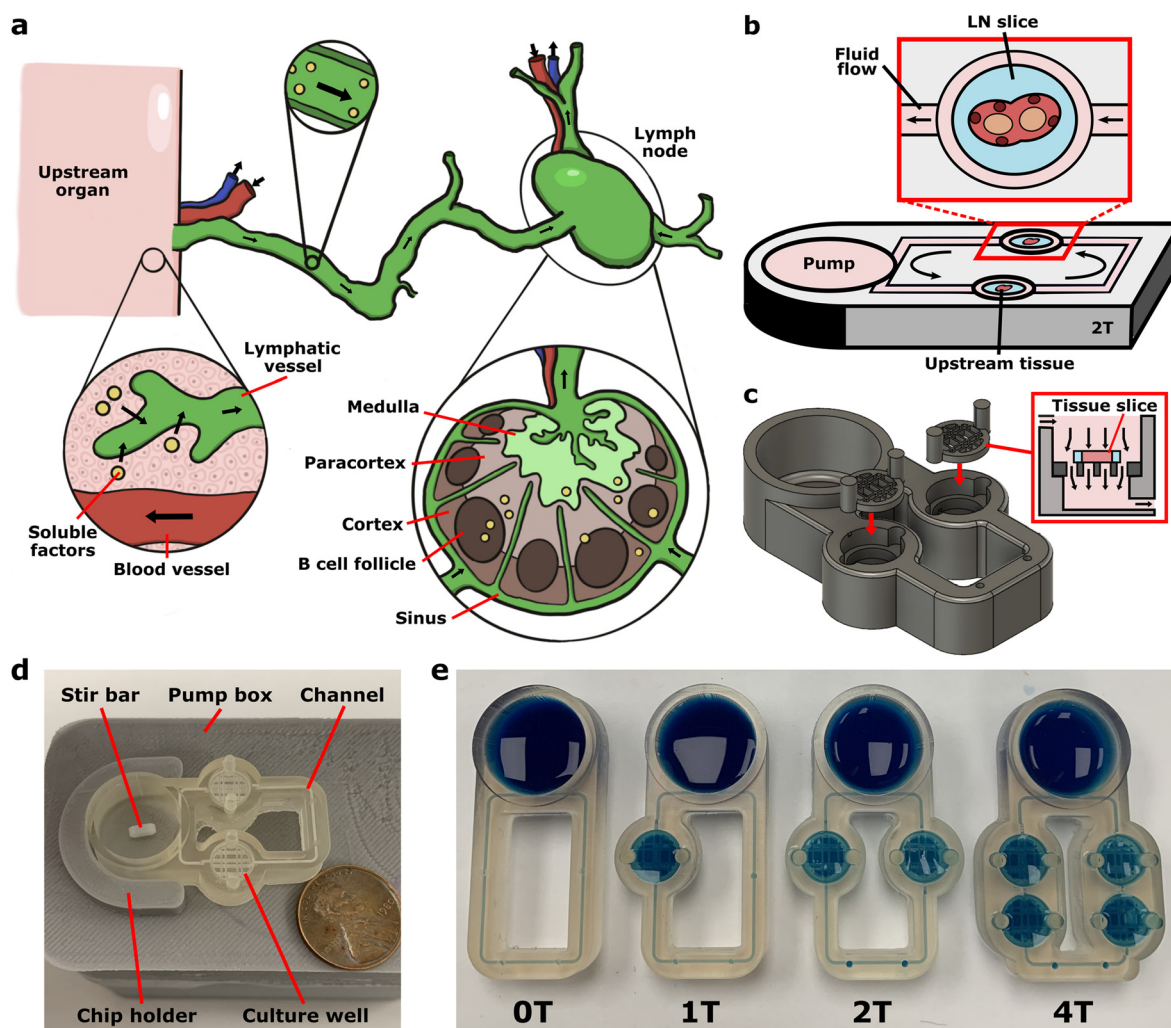 a
Upstream
organ
Lymph
node
Lymphatic
vessel
Soluble
factors
Blood vessel
Medulla
Paracortex
Cortex
B cell follicle
Sinus
b
LN slice
Fluid
flow
Pump
2T
Upstream tissue
c
Tissue slice
d
Stir bar
Pump box
Channel
Chip holder
Culture well
e
0T
1T
2T
4T